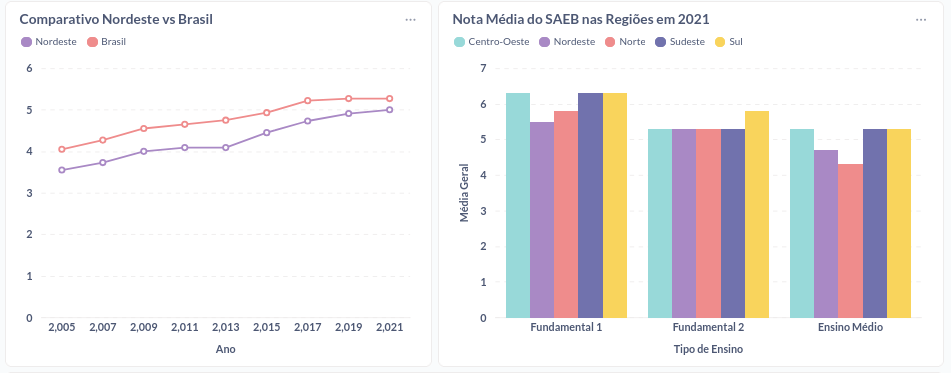 Comparativo Nordeste vs Brasil
...
Nordeste Brasil
6
5
4
3
2
1
0
2,005 2,007 2,009 2,011 2,013 2,015 2,017 2,019 2,021
Ano
Nota Média do SAEB nas Regiões em 2021
...
Centro-Oeste Nordeste Norte Sudeste Sul
7
6
5
4
3
2
1
0
Média Geral
Fundamental 1 Fundamental 2 Ensino Médio
Tipo de Ensino